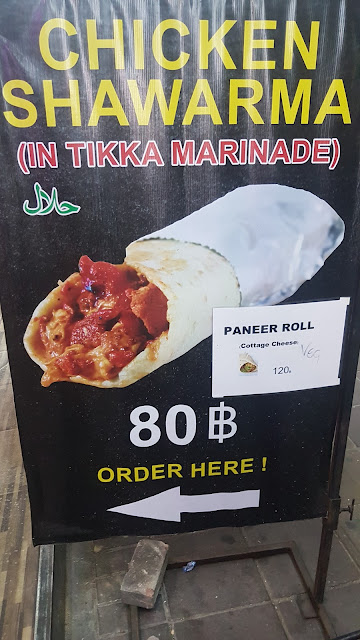 CHICKEN
SHAWARMA
(IN TIKKA MARINADE)
حلال
PANEER ROLL
(Cottage Cheese)
VEG
120฿
80 ฿
ORDER HERE !